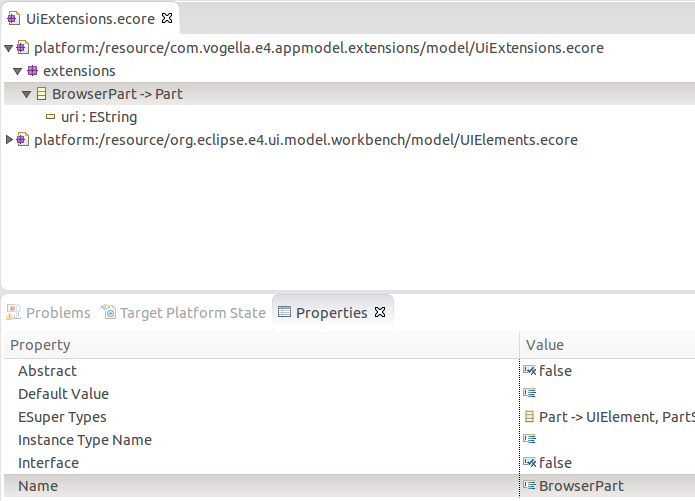 UiExtensions.ecore
platform:/resource/com.vogella.e4.appmodel.extensions/model/UiExtensions.ecore
extensions
BrowserPart -> Part
uri : EString
platform:/resource/org.eclipse.e4.ui.model.workbench/model/UIElements.ecore
Problems Target Platform State Properties
Property Value
Abstract false
Default Value
ESuper Types Part -> UIElement, PartS
Instance Type Name
Interface false
Name BrowserPart